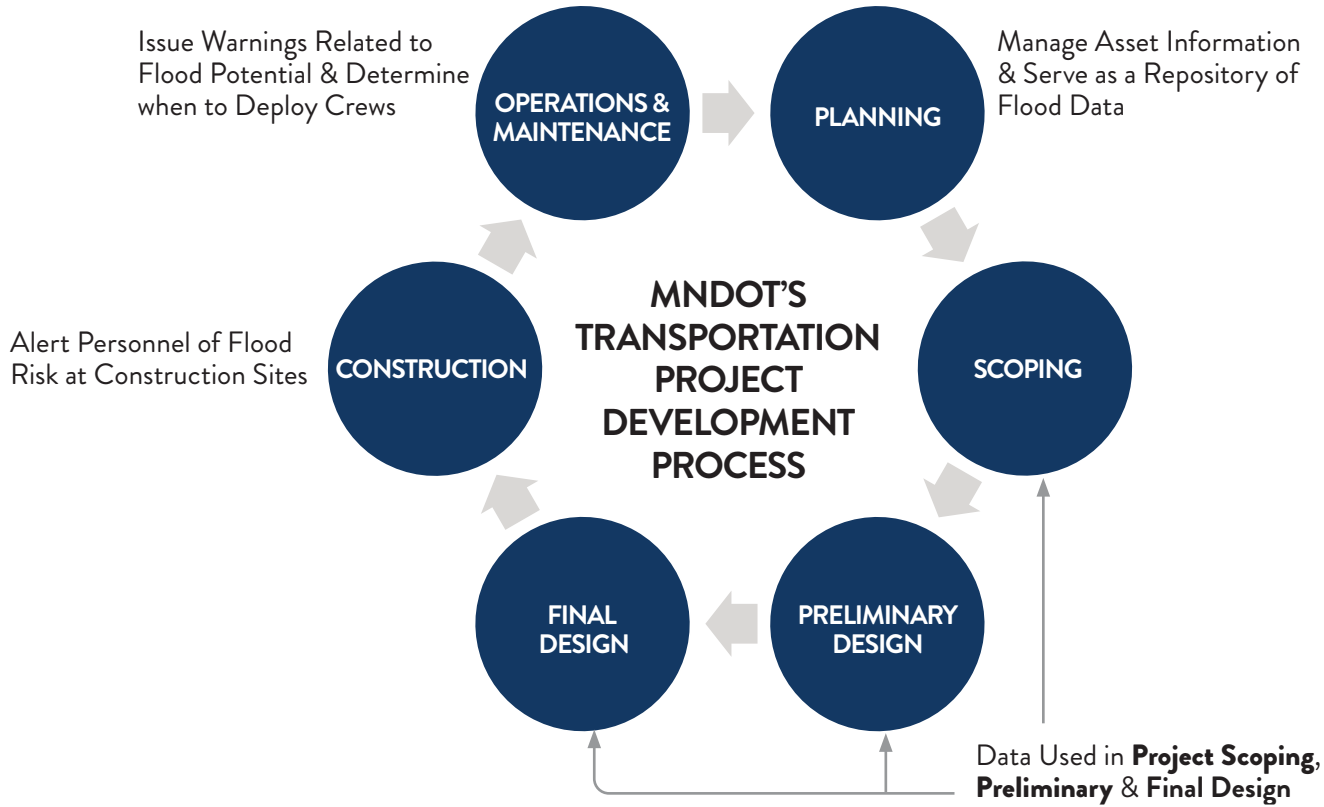 Issue Warnings Related to
Flood Potential & Determine
when to Deploy Crews
OPERATIONS &
MAINTENANCE
PLANNING
Manage Asset Information
& Serve as a Repository of
Flood Data
MNDOT'S
TRANSPORTATION
PROJECT
DEVELOPMENT
PROCESS
Alert Personnel of Flood
Risk at Construction Sites
CONSTRUCTION
SCOPING
FINAL
DESIGN
PRELIMINARY
DESIGN
Data Used in Project Scoping,
Preliminary & Final Design